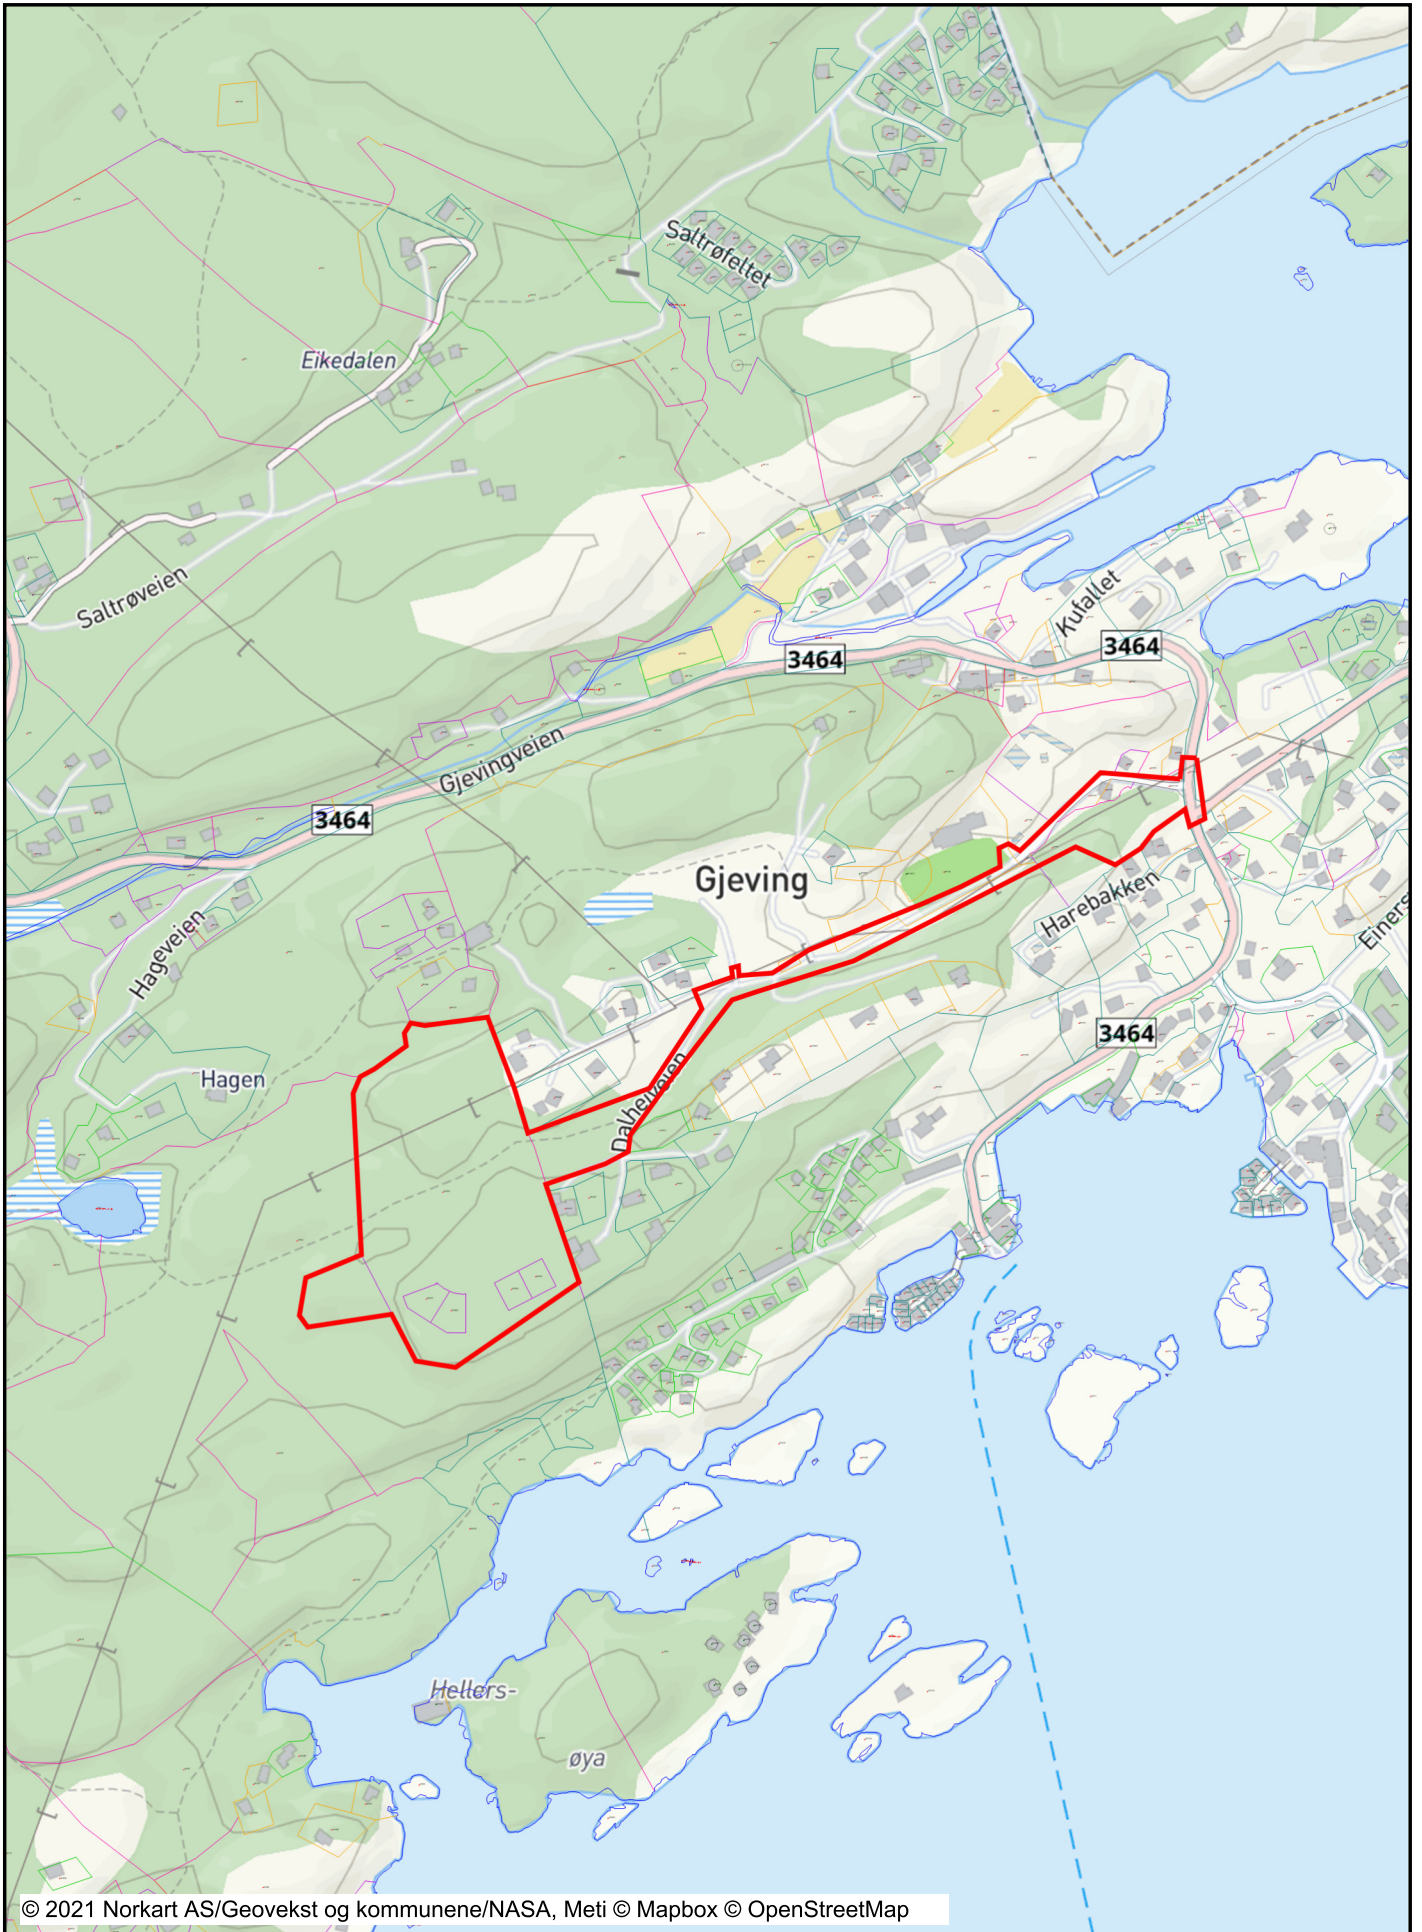 Saltrøfeltet
Eikedalen
Saltrøveien
Kufallet
3464
3464
Gjevingveien
3464
Gjeving
Harebakken
Hageveien
3464
Hagen
Dalheiveien
Hellers-
øya
© 2021 Norkart AS/Geovekst og kommunene/NASA, Meti © Mapbox © OpenStreetMap